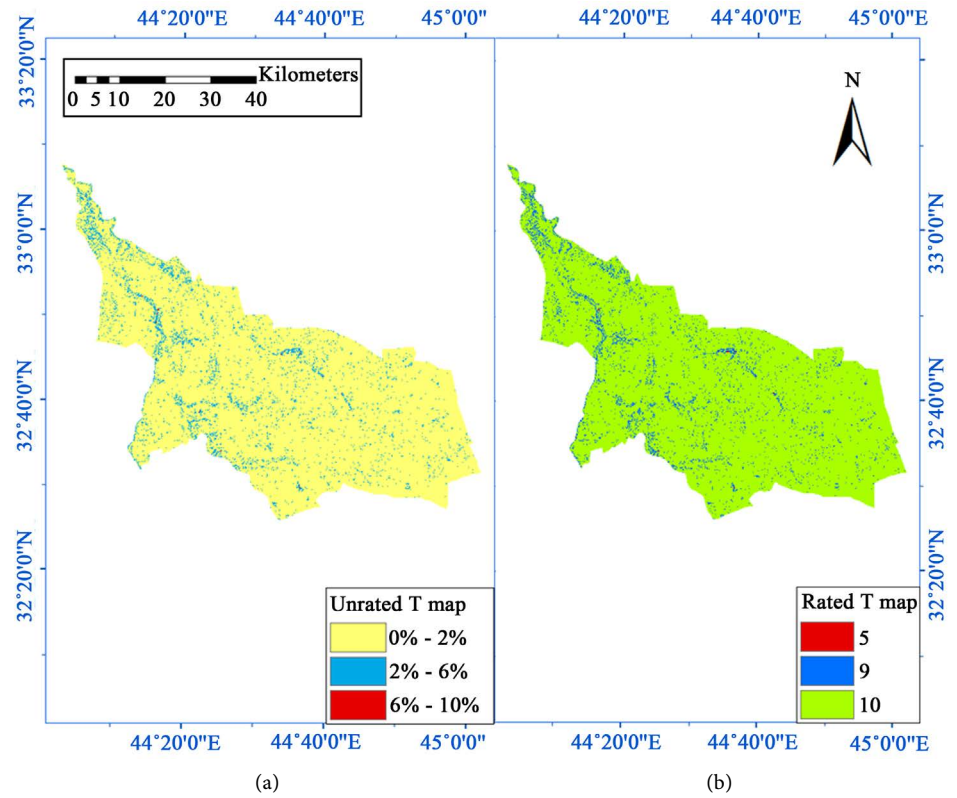 44°20'0"E 44°40'0"E 45°0'0"E 44°20'0"E 44°40'0"E 45°0'0"E
33°20'0"N
33°0'0"N
32°40'0"N
32°20'0"N
Kilometers
0 5 10 20 30 40
N
33°0'0"N
32°40'0"N
32°20'0"N
Unrated T map
0% - 2%
2% - 6%
6% - 10%
Rated T map
5
9
10
44°20'0"E 44°40'0"E 45°0'0" 44°20'0"E 44°40'0"E 45°0'0"E
(a) (b)